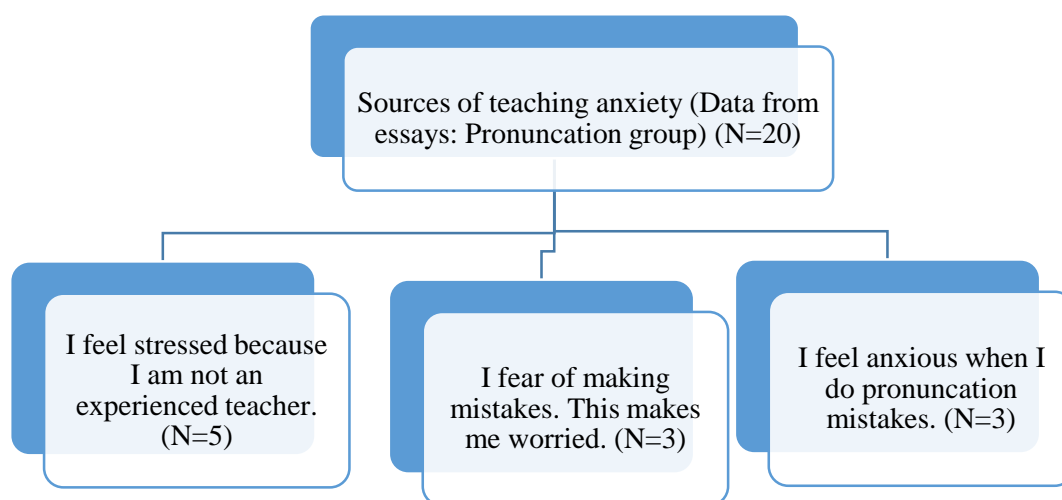 Sources of teaching anxiety (Data from
essays: Pronuncation group) (N=20)
I feel stressed because
I am not an
experienced teacher.
(N=5)
I fear of making
mistakes. This makes
me worried. (N=3)
I feel anxious when I
do pronuncation
mistakes. (N=3)